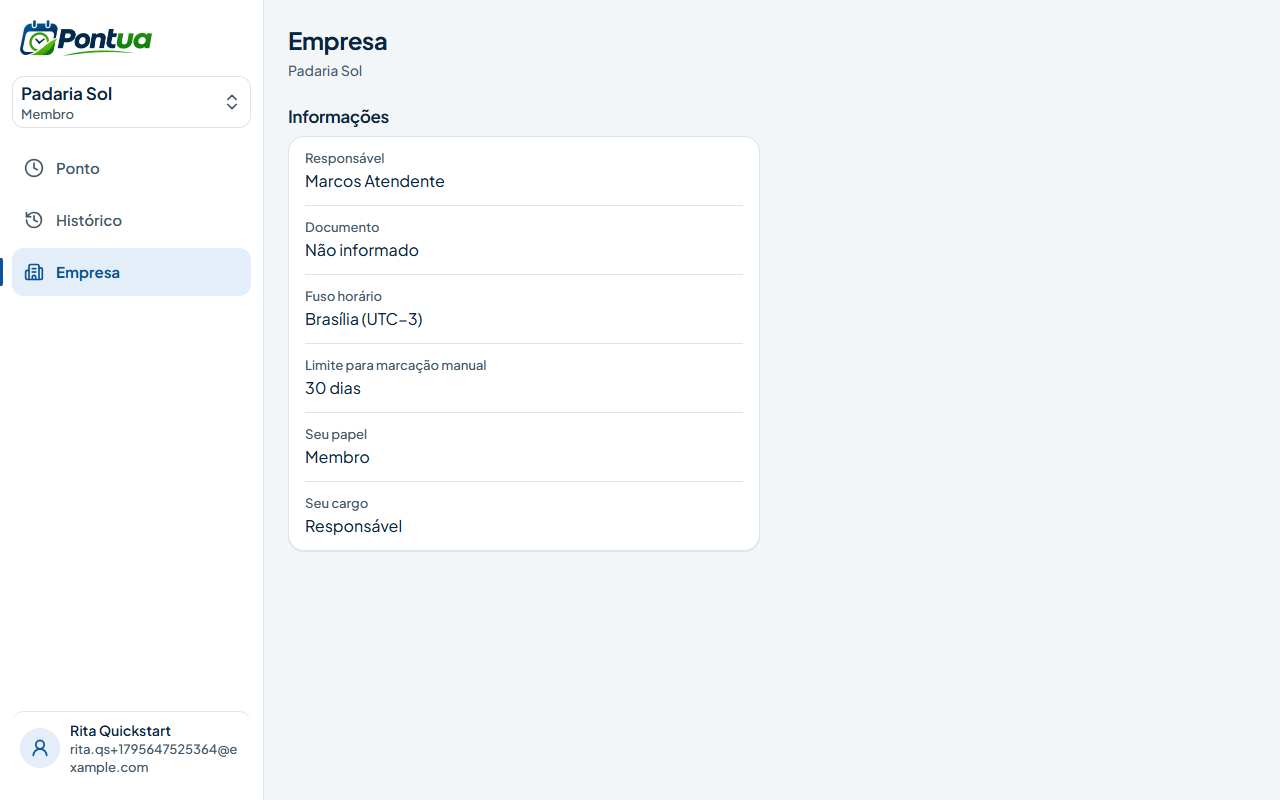 Pontua
Padaria Sol
Membro
Ponto
Histórico
Empresa
Rita Quickstart
rita.qs+1795647525364@e
xample.com
Empresa
Padaria Sol
Informações
Responsável
Marcos Atendente
Documento
Não informado
Fuso horário
Brasília (UTC−3)
Limite para marcação manual
30 dias
Seu papel
Membro
Seu cargo
Responsável